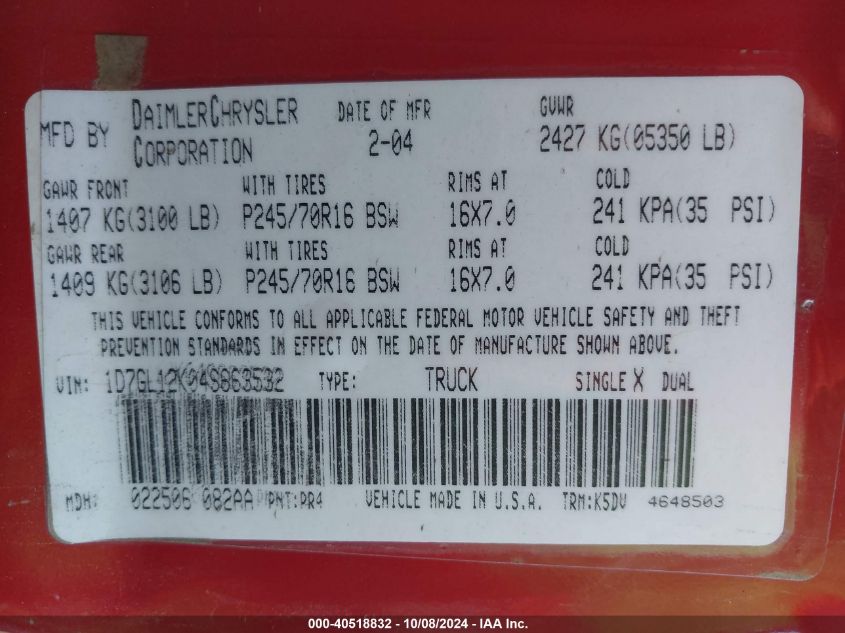 MFD BY DAIMLERCHRYSLER CORPORATION DATE OF MFR 2-04 GVWR 2427 KG(05350 LB)
GAWR FRONT WITH TIRES RIMS AT COLD
1407 KG(3100 LB) P245/70R16 BSW 16X7.0 241 KPA(35 PSI)
GAWR REAR WITH TIRES RIMS AT COLD
1409 KG(3106 LB) P245/70R16 BSW 16X7.0 241 KPA(35 PSI)
THIS VEHICLE CONFORMS TO ALL APPLICABLE FEDERAL MOTOR VEHICLE SAFETY AND THEFT
PREVENTION STANDARDS IN EFFECT ON THE DATE OF MANUFACTURE SHOWN ABOVE.
VIN: 1D7GL12K04S863532 TYPE: TRUCK SINGLE X DUAL
MDH: 022506 082AA PNT:PR4 VEHICLE MADE IN U.S.A. TRM:K5DV 4648503
000-40518832 - 10/08/2024 - IAA Inc.